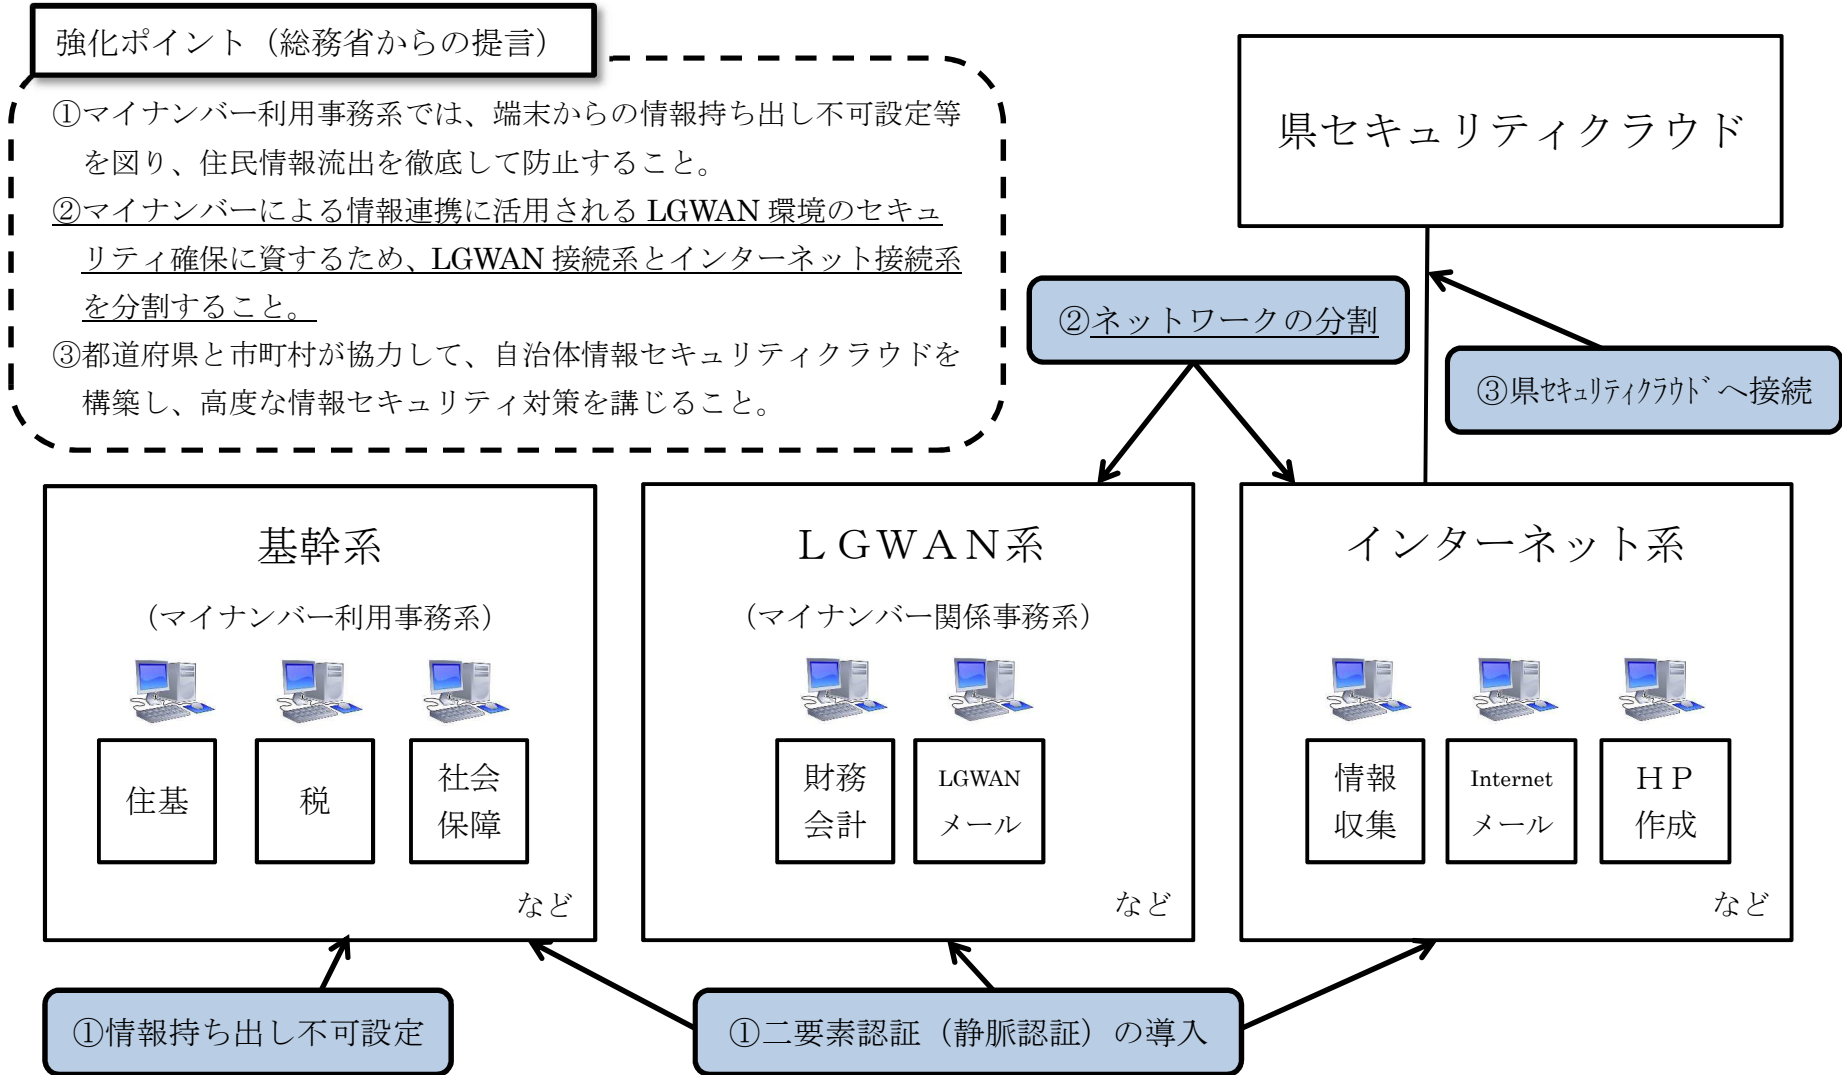 強化ポイント（総務省からの提言）
①マイナンバー利用事務系では、端末からの情報持ち出し不可設定等
を図り、住民情報流出を徹底して防止すること。
②マイナンバーによる情報連携に活用される LGWAN 環境のセキュ
リティ確保に資するため、LGWAN 接続系とインターネット接続系
を分割すること。
③都道府県と市町村が協力して、自治体情報セキュリティクラウドを
構築し、高度な情報セキュリティ対策を講じること。
県セキュリティクラウド
②ネットワークの分割
③県ｾｷｭﾘﾃｨｸﾗｳﾄﾞへ接続
基幹系
（マイナンバー利用事務系）
住基
税
社会
保障
など
ＬＧＷＡＮ系
（マイナンバー関係事務系）
財務
会計
LGWAN
メール
など
インターネット系
情報
収集
Internet
メール
ＨＰ
作成
など
①情報持ち出し不可設定
①二要素認証（静脈認証）の導入